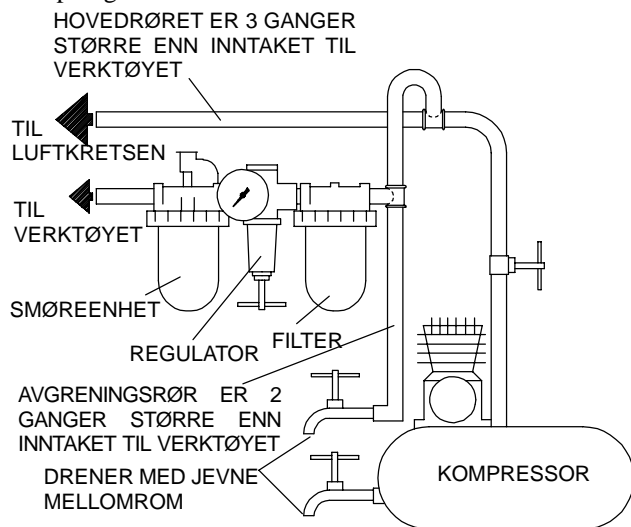 HOVEDRØRET ER 3 GANGER
STØRRE ENN INNTAKET TIL
VERKTØYET
TIL
LUFTKRETSEN
TIL
VERKTØYET
SMØREENHET
REGULATOR
FILTER
AVGRENINGSRØR ER 2
GANGER STØRRE ENN
INNTAKET TIL VERKTØYET
DRENER MED JEVNE
MELLOMROM
KOMPRESSOR